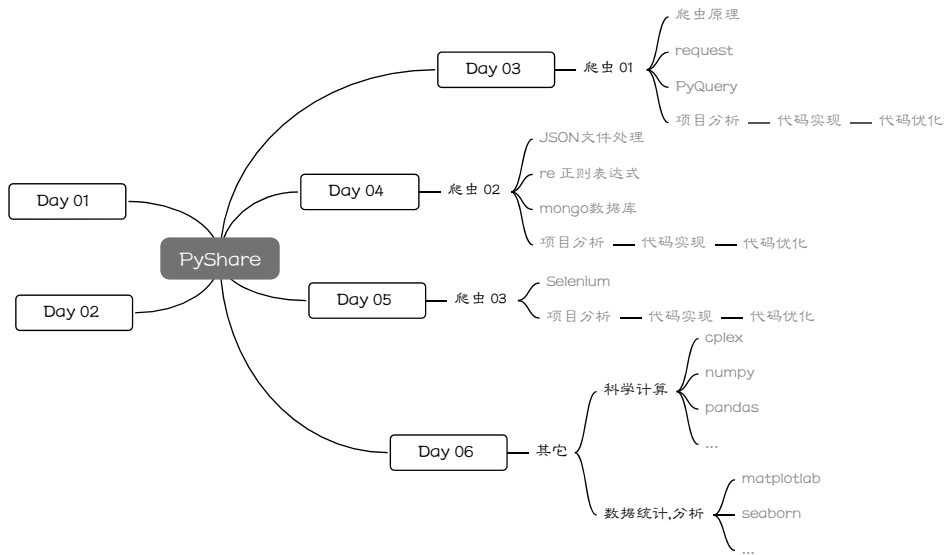 PyShare
Day 01
Day 02
Day 03
爬虫 01
爬虫原理
request
PyQuery
项目分析
代码实现
代码优化
Day 04
爬虫 02
JSON文件处理
re 正则表达式
mongo数据库
项目分析
代码实现
代码优化
Day 05
爬虫 03
Selenium
项目分析
代码实现
代码优化
Day 06
其它
科学计算
cplex
numpy
pandas
...
数据统计,分析
matplotlab
seaborn
...